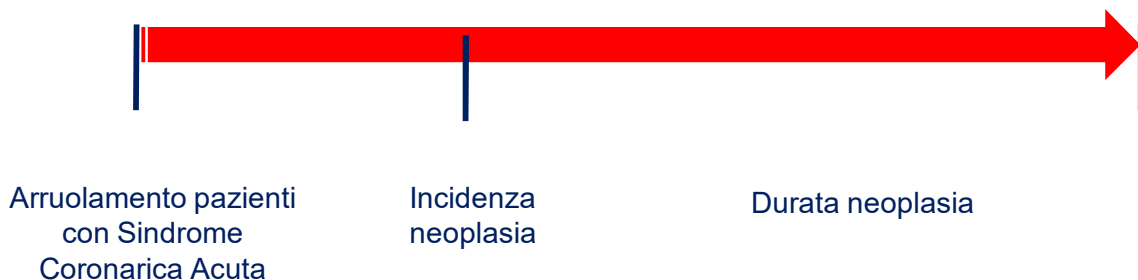 Arruolamento pazienti
con Sindrome
Coronarica Acuta
Incidenza
neoplasia
Durata neoplasia